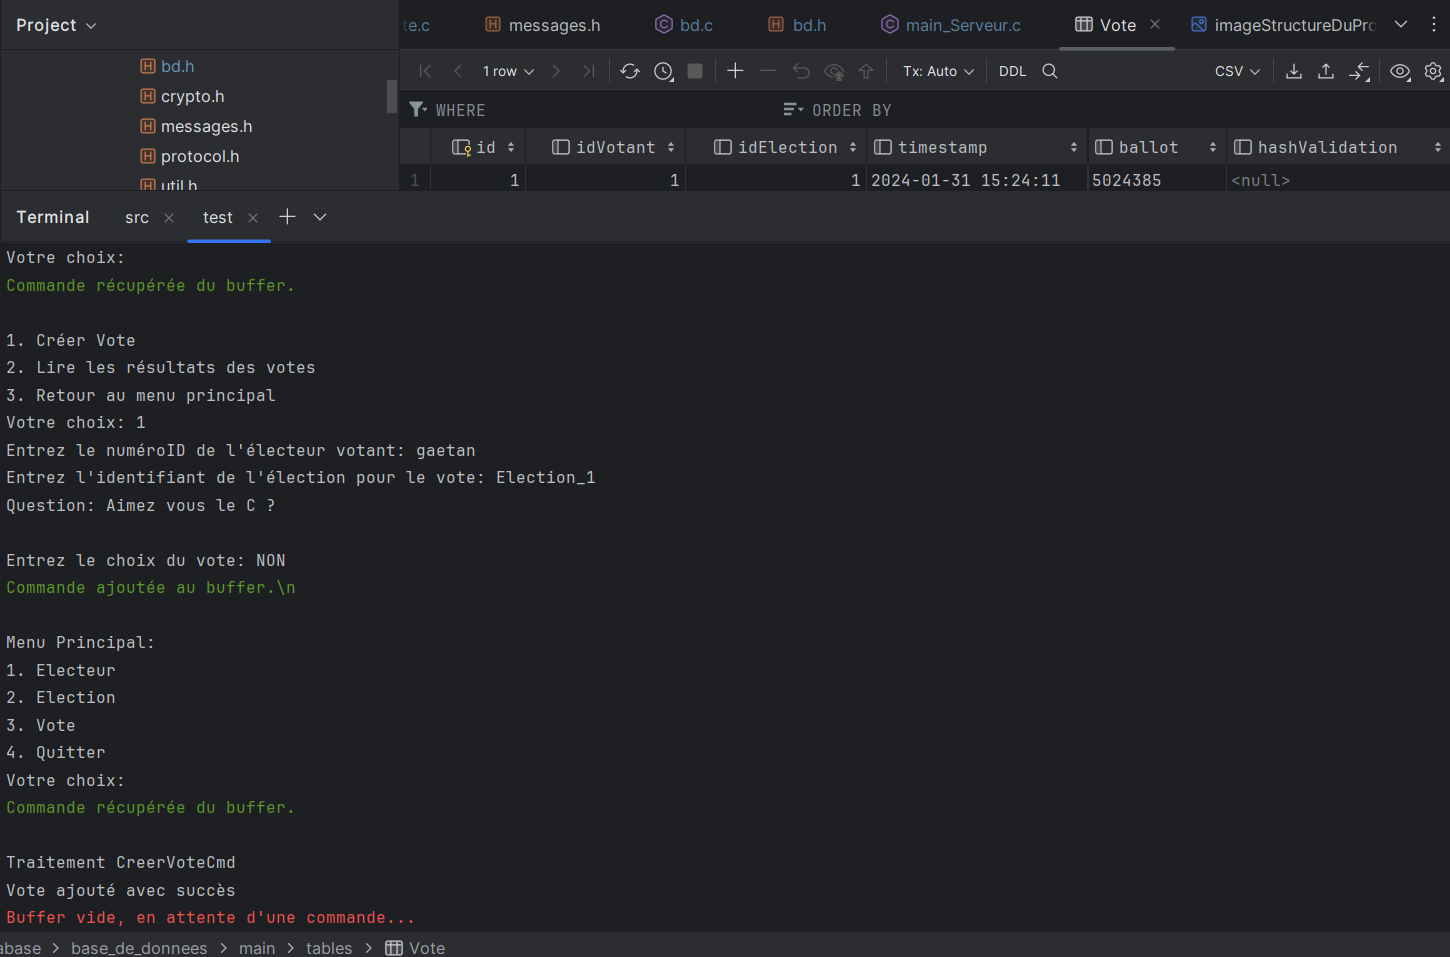 Project
te.c messages.h bd.c bd.h main_Serveur.c Vote imageStructureDuPro
bd.h
crypto.h
messages.h
protocol.h
util.h
1 row Tx: Auto DDL CSV
WHERE ORDER BY
id idVotant idElection timestamp ballot hashValidation
1 1 1 1 2024-01-31 15:24:11 5024385 <null>
Terminal src test
Votre choix:
Commande récupérée du buffer.
1. Créer Vote
2. Lire les résultats des votes
3. Retour au menu principal
Votre choix: 1
Entrez le numéroID de l'électeur votant: gaetan
Entrez l'identifiant de l'élection pour le vote: Election_1
Question: Aimez vous le C ?
Entrez le choix du vote: NON
Commande ajoutée au buffer.\n
Menu Principal:
1. Electeur
2. Election
3. Vote
4. Quitter
Votre choix:
Commande récupérée du buffer.
Traitement CreerVoteCmd
Vote ajouté avec succès
Buffer vide, en attente d'une commande...
abase > base_de_donnees > main > tables > Vote